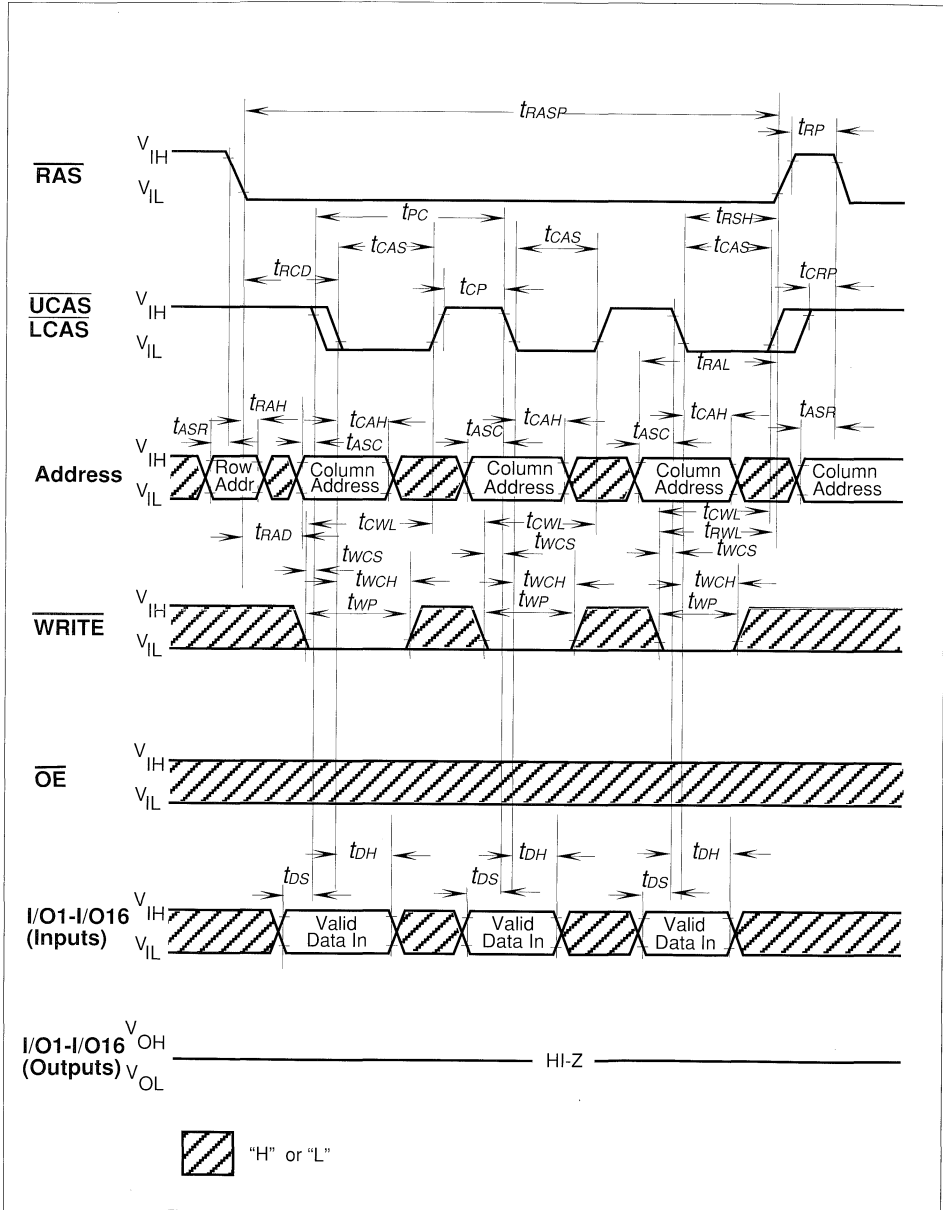 tRASP
tRP
VIH
RAS
VIL
tPC
tRSH
tCAS
tCAS
tCAS
tRCD
tCP
tCRP
UCAS
LCAS
VIH
VIL
tRAL
tRAH
tCAH
tCAH
tCAH
tASR
tASC
tASC
tASC
tASR
Address
VIH
VIL
Row Addr
Column Address
Column Address
Column Address
Column Address
tRAD
tCWL
tCWL
tCWL
tRWL
tWCS
tWCS
tWCS
tWCH
tWCH
tWCH
tWP
tWP
tWP
WRITE
VIH
VIL
OE
VIH
VIL
tDH
tDH
tDH
tDS
tDS
tDS
I/O1-I/O16
(Inputs)
VIH
VIL
Valid Data In
Valid Data In
Valid Data In
I/O1-I/O16
(Outputs)
VOH
VOL
HI-Z
"H" or "L"